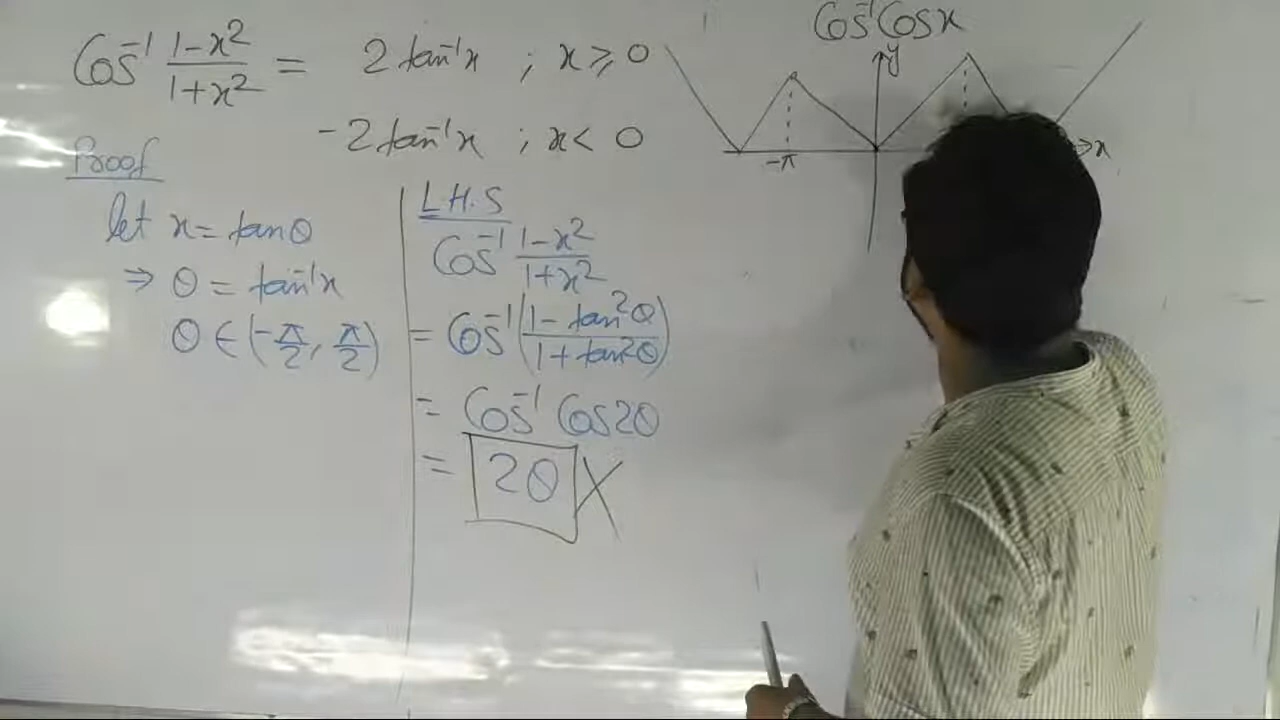 Cos⁻¹ (1-x²)/(1+x²) = 2 tan⁻¹x ; x ≥ 0
-2 tan⁻¹x ; x < 0
Proof
let x = tanθ
⇒ θ = tan⁻¹x
θ ∈ (-π/2, π/2)
L.H.S
Cos⁻¹ (1-x²)/(1+x²)
= Cos⁻¹ ((1 - tan²θ)/(1 + tan²θ))
= Cos⁻¹ Cos2θ
= 2θ X
Cos⁻¹ Cosx
y
-π
x